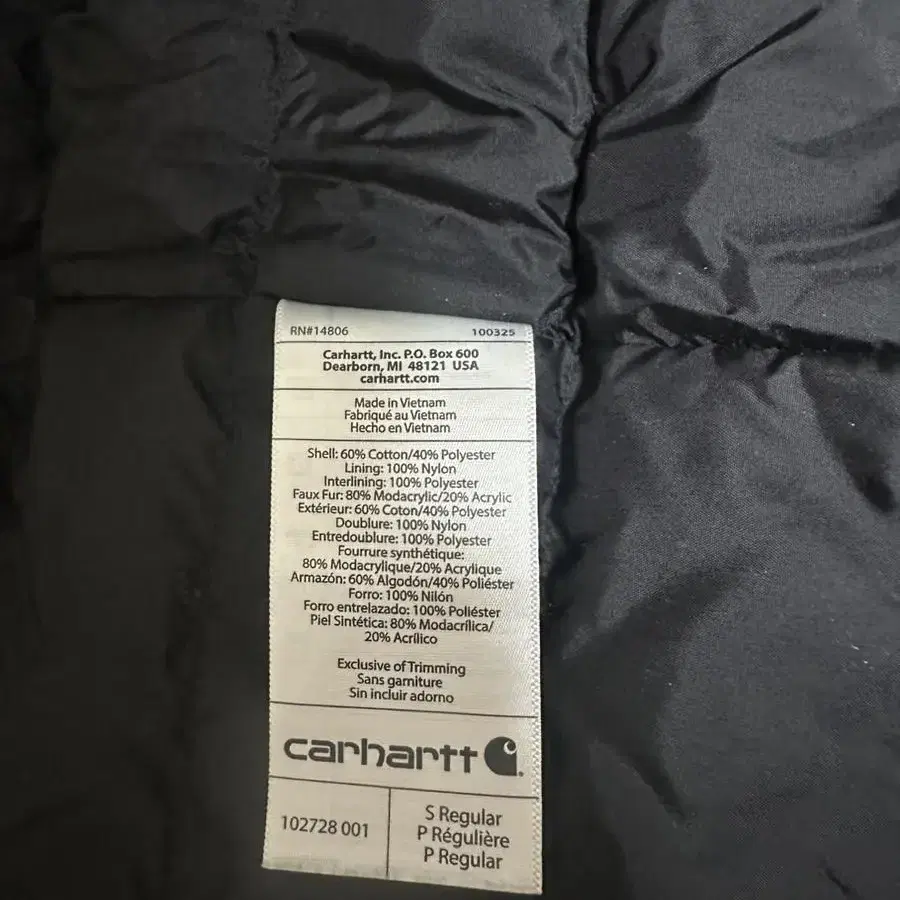 RN#14806 100325
Carhartt, Inc. P.O. Box 600
Dearborn, MI 48121 USA
carhartt.com
Made in Vietnam
Fabriqué au Vietnam
Hecho en Vietnam
Shell: 60% Cotton/40% Polyester
Lining: 100% Nylon
Interlining: 100% Polyester
Faux Fur: 80% Modacrylic/20% Acrylic
Extérieur: 60% Coton/40% Polyester
Doublure: 100% Nylon
Entredoublure: 100% Polyester
Fourrure synthétique:
80% Modacrylique/20% Acrylique
Armazón: 60% Algodón/40% Poliéster
Forro: 100% Nilón
Forro entrelazado: 100% Poliéster
Piel Sintética: 80% Modacrílica/
20% Acrílico
Exclusive of Trimming
Sans garniture
Sin incluir adorno
carhartt
102728 001
S Regular
P Régulière
P Regular